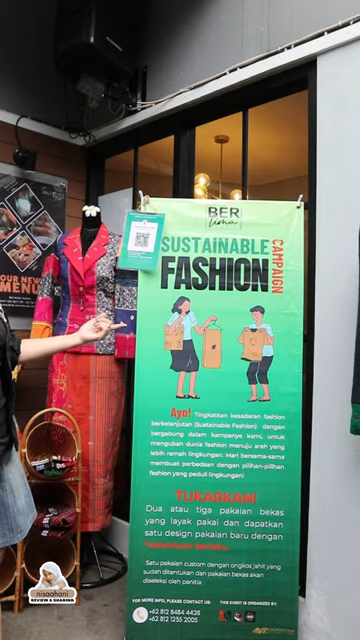 BER
lima
SUSTAINABLE
FASHION
CAMPAIGN
OUR NEW
MENU
Ayo! Tingkatkan kesadaran fashion
berkelanjutan (Sustainable Fashion) dengan
bergabung dalam kampanye kami, untuk
mengubah dunia fashion menuju arah yang
lebih ramah lingkungan. Mari bersama-sama
membuat perbedaan dengan pilihan-pilihan
fashion yang peduli lingkungan!
TUKARKAN!
Dua atau tiga pakaian bekas
yang layak pakai dan dapatkan
satu design pakaian baru dengan
Satu pakaian custom dengan ongkos jahit yang
sudah ditentukan dan pakaian bekas akan
diseleksi oleh panitia
FOR MORE INFO, PLEASE CONTACT US:
THIS EVENT IS ORGANIZED BY:
+62 812 8484 4428
+62 812 1235 2005
nisaahani
REVIEW & SHARING